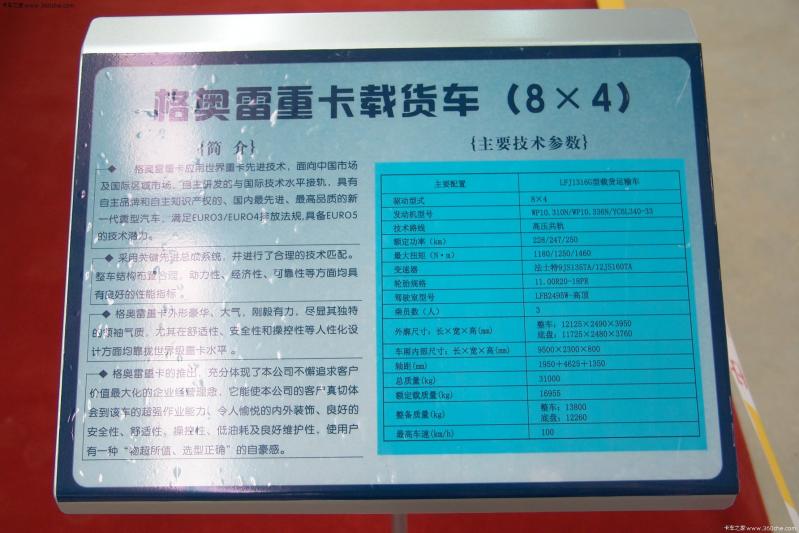 卡车之家 www.360che.com
格奥雷重卡载货车（8×4）
{简 介}
◆ 格奥雷重卡应用世界重卡先进技术，面向中国市场
及国际区域市场，自主研发的与国际技术水平接轨，具有
自主品牌和自主知识产权的、国内最先进、最高品质的新
一代重型汽车，满足EURO3/EURO4排放法规,具备EURO5
的技术潜力。
◆ 采用关键先进总成系统，并进行了合理的技术匹配。
整车结构布置合理，动力性、经济性、可靠性等方面均具
有良好的性能指标。
◆ 格奥雷重卡外形豪华、大气，刚毅有力，尽显其独特
的领袖气质，尤其在舒适性、安全性和操控性等人性化设
计方面均靠拢世界级重卡水平。
◆ 格奥雷重卡的推出，充分体现了本公司不懈追求客户
价值最大化的企业经营理念，它能使本公司的客户真切体
会到该车的超强作业能力、令人愉悦的内外装饰、良好的
安全性、舒适性、操控性、低油耗及良好维护性，使用户
有一种“物超所值、选型正确”的自豪感。
{主要技术参数}
主要配置 LFJ1316G型载货运输车
驱动型式 8×4
发动机型号 WP10.310N/WP10.336N/YC6L340-33
技术路线 高压共轨
额定功率(km) 228/247/250
最大扭矩(N·m) 1180/1250/1460
变速器 法士特9JS135TA/12JS160TA
轮胎规格 11.00R20-18PR
驾驶室型号 LFB2495W-高顶
乘员数(人) 3
外廓尺寸：长×宽×高(mm) 整车：12125×2490×3950
底盘：11725×2480×3760
车厢内部尺寸：长×宽×高(mm) 9500×2300×800
轴距(mm) 1950+4625+1350
总质量(kg) 31000
额定载质量(kg) 16955
整备质量(kg) 整车：13800
底盘：12260
最高车速(km/h) 100
卡车之家 www.360che.com